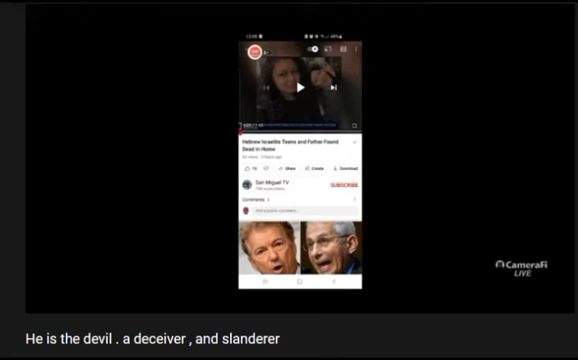 Hebrew Israelite Teens and Father Found
Dead in Home
Share
Create
Download
San Miguel TV
SUBSCRIBE
Comments
CameraFi
LIVE
He is the devil . a deceiver , and slanderer